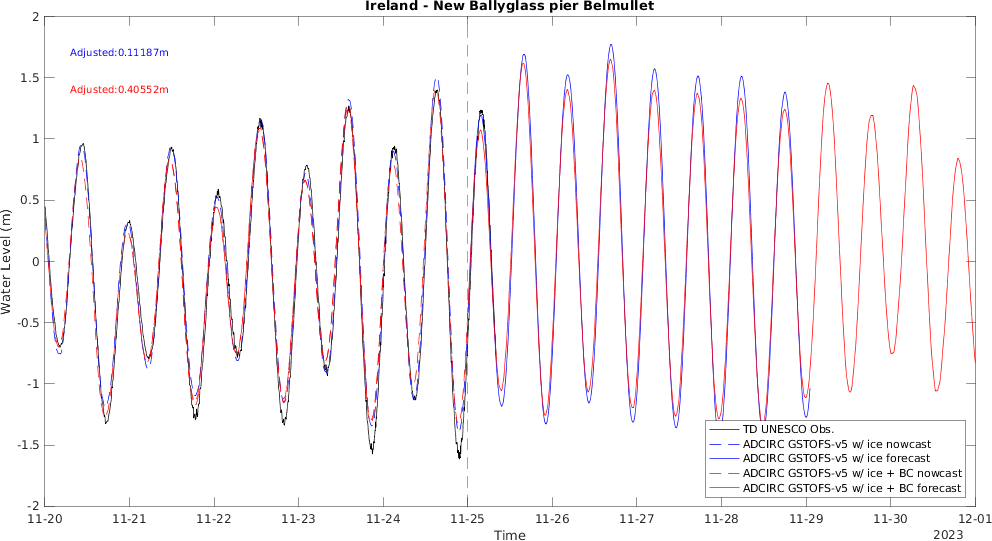 Ireland - New Ballyglass pier Belmullet
Adjusted:0.11187m
Adjusted:0.40552m
Water Level (m)
2
1.5
1
0.5
0
-0.5
-1
-1.5
-2
TD UNESCO Obs.
ADCIRC GSTOFS-v5 w/ ice nowcast
ADCIRC GSTOFS-v5 w/ ice forecast
ADCIRC GSTOFS-v5 w/ ice + BC nowcast
ADCIRC GSTOFS-v5 w/ ice + BC forecast
11-20 11-21 11-22 11-23 11-24 11-25 11-26 11-27 11-28 11-29 11-30 12-01
Time
2023